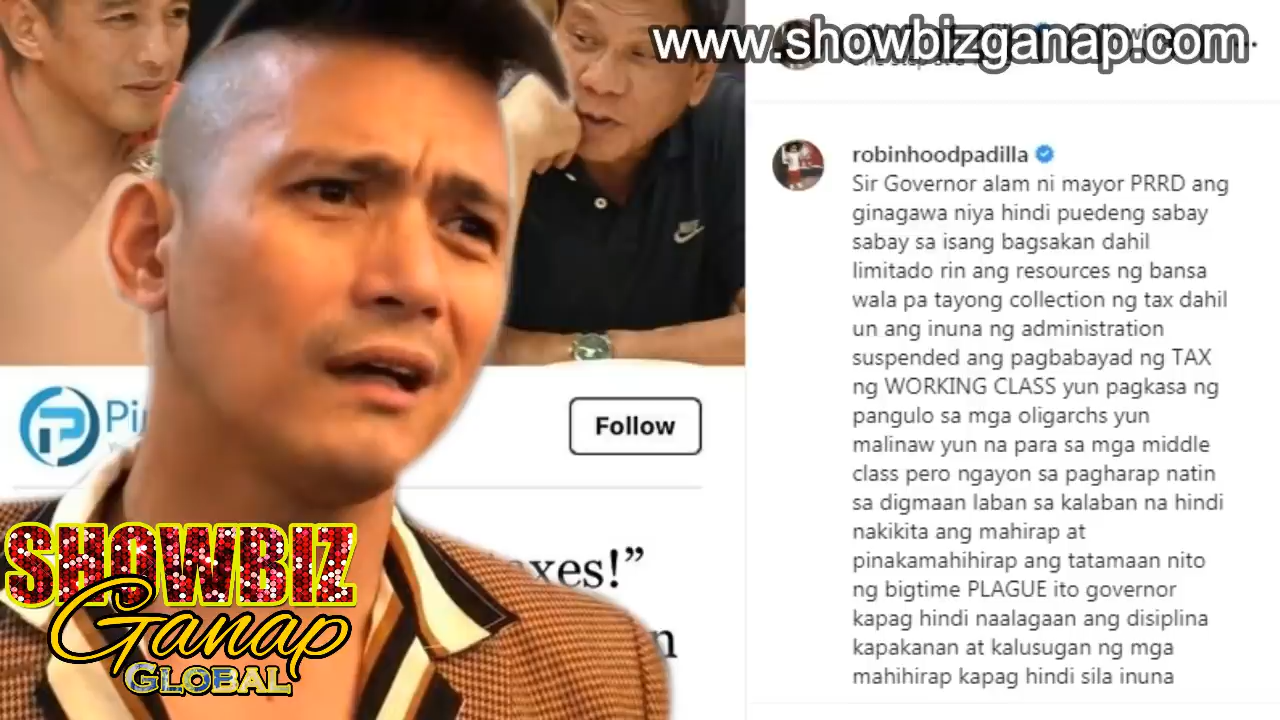 www.showbizganap.com
robinhoodpadilla
Sir Governor alam ni mayor PRRD ang
ginagawa niya hindi puedeng sabay
sabay sa isang bagsakan dahil
limitado rin ang resources ng bansa
wala pa tayong collection ng tax dahil
un ang inuna ng administration
suspended ang pagbabayad ng TAX
ng WORKING CLASS yun pagkasa ng
pangulo sa mga oligarchs yun
malinaw yun na para sa mga middle
class pero ngayon sa pagharap natin
sa digmaan laban sa kalaban na hindi
nakikita ang mahirap at
pinakamahihirap ang tatamaan nito
ng bigtime PLAGUE ito governor
kapag hindi naalagaan ang disiplina
kapakanan at kalusugan ng mga
mahihirap kapag hindi sila inuna
Follow
SHOWBIZ
Ganap
GLOBAL